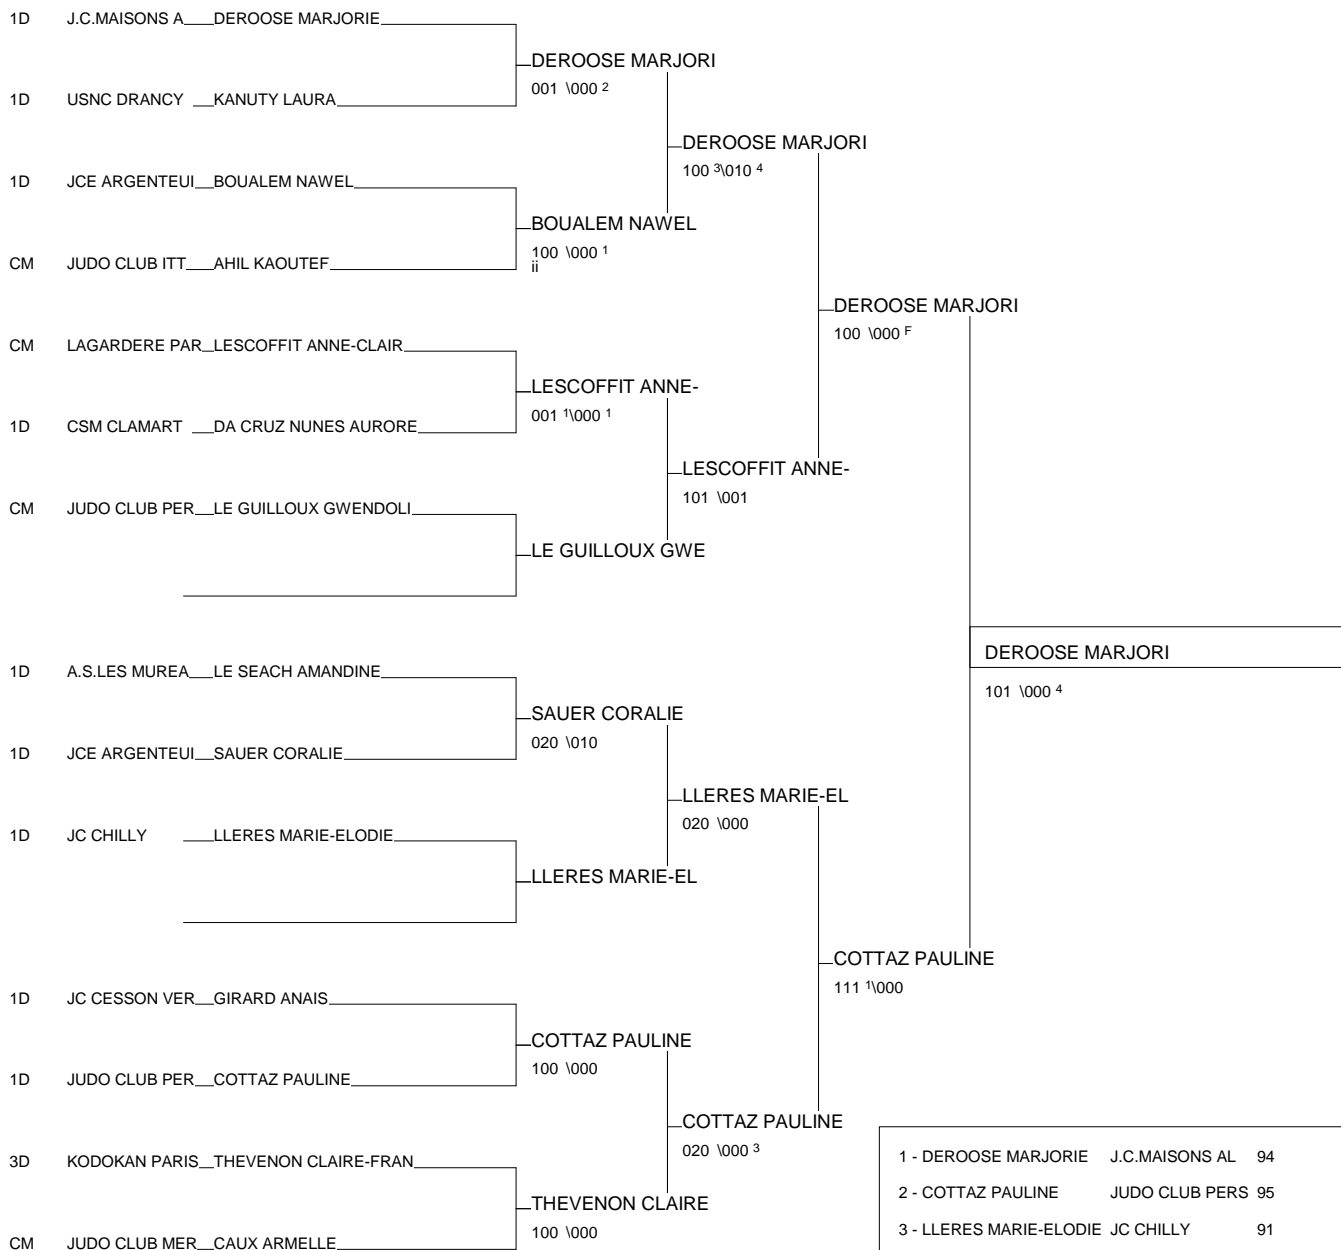 1D J.C.MAISONS A DEROOSE MARJORIE
DEROOSE MARJORI
001 \000 2
1D USNC DRANCY KANUTY LAURA
DEROOSE MARJORI
100 3\010 4
1D JCE ARGENTEUI BOUALEM NAWEL
BOUALEM NAWEL
100 \000 1
ii
CM JUDO CLUB ITT AHIL KAOUTEF
DEROOSE MARJORI
100 \000 F
CM LAGARDERE PAR LESCOFFIT ANNE-CLAIR
LESCOFFIT ANNE-
001 1\000 1
1D CSM CLAMART DA CRUZ NUNES AURORE
LESCOFFIT ANNE-
101 \001
CM JUDO CLUB PER LE GUILLOUX GWENDOLI
LE GUILLOUX GWE
DEROOSE MARJORI
101 \000 4
1D A.S.LES MUREA LE SEACH AMANDINE
SAUER CORALIE
020 \010
1D JCE ARGENTEUI SAUER CORALIE
LLERES MARIE-EL
020 \000
1D JC CHILLY LLERES MARIE-ELODIE
LLERES MARIE-EL
COTTAZ PAULINE
111 1\000
1D JC CESSON VER GIRARD ANAIS
COTTAZ PAULINE
100 \000
1D JUDO CLUB PER COTTAZ PAULINE
COTTAZ PAULINE
020 \000 3
3D KODOKAN PARIS THEVENON CLAIRE-FRAN
THEVENON CLAIRE
100 \000
CM JUDO CLUB MER CAUX ARMELLE
1 - DEROOSE MARJORIE J.C.MAISONS AL 94
2 - COTTAZ PAULINE JUDO CLUB PERS 95
3 - LLERES MARIE-ELODIE JC CHILLY 91